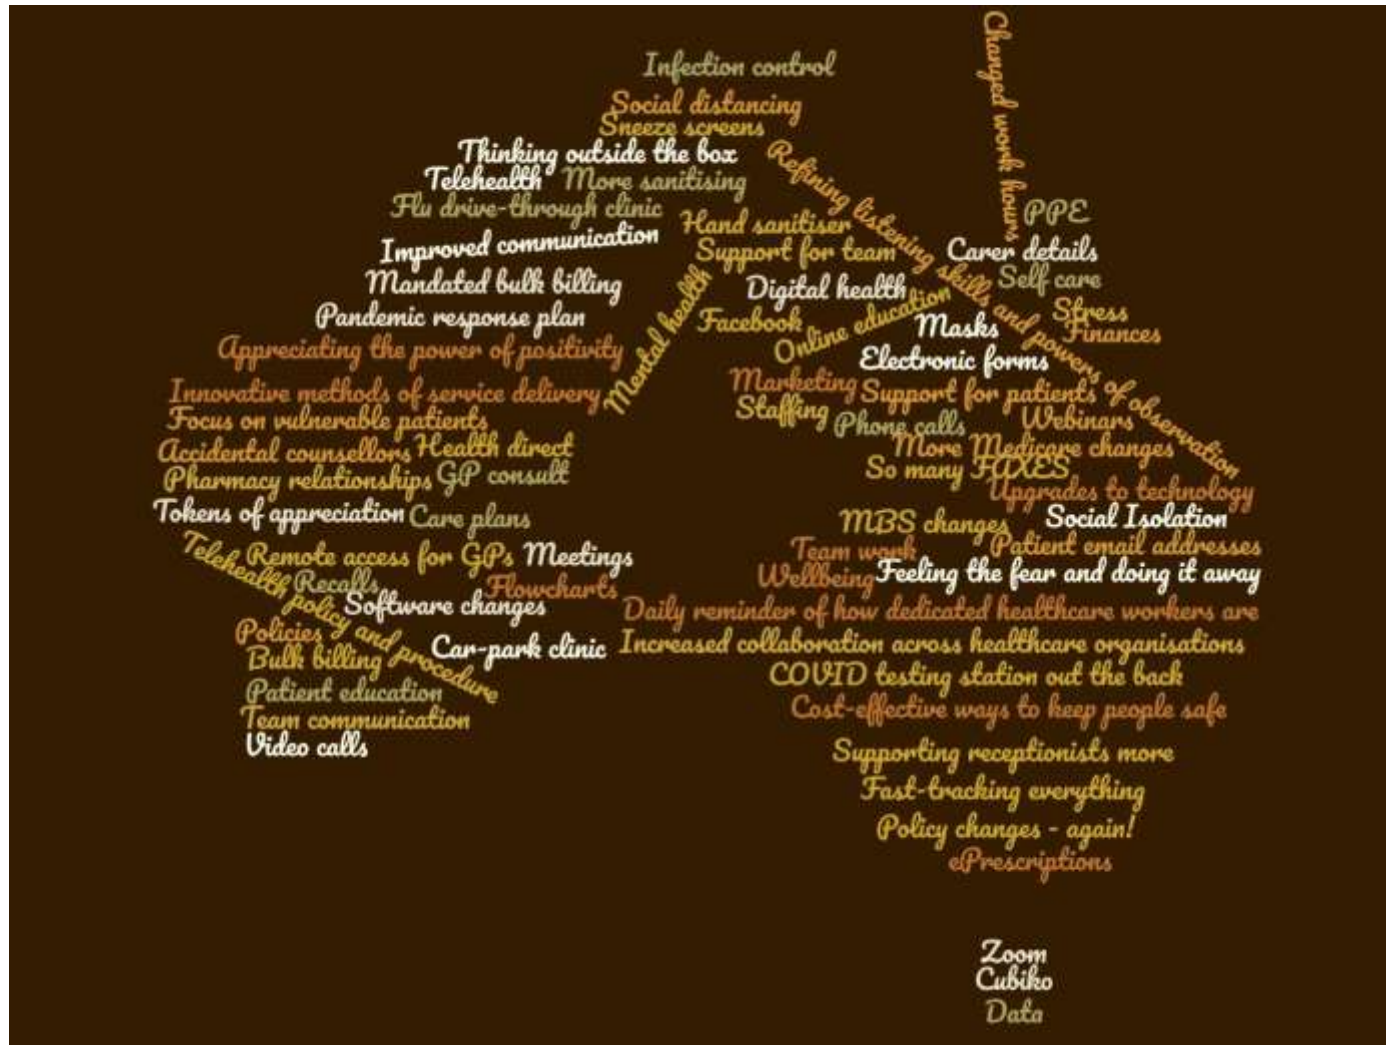 Changed work hours
Infection control
Social distancing
Sneeze screens
Thinking outside the box
Refining listening skills and powers of observation
Telehealth
More sanitising
Flu drive-through clinic
PPE
Hand sanitiser
Improved communication
Support for team
Carer details
Self care
Mandated bulk billing
Mental health
Digital health
Online education
Pandemic response plan
Facebook
Masks
Stress
Finances
Appreciating the power of positivity
Electronic forms
Innovative methods of service delivery
Marketing
Support for patients
Focus on vulnerable patients
Staffing
Phone calls
Webinars
Accidental counsellors
Health direct
More Medicare changes
Pharmacy relationships
GP consult
So many FAXES
Upgrades to technology
Tokens of appreciation
Care plans
MBS changes
Social Isolation
Telehealth policy and procedure
Remote access for GPs
Meetings
Team work
Patient email addresses
Recalls
Flowcharts
Wellbeing
Feeling the fear and doing it away
Software changes
Daily reminder of how dedicated healthcare workers are
Policies
Car-park clinic
Increased collaboration across healthcare organisations
Bulk billing
COVID testing station out the back
Patient education
Cost-effective ways to keep people safe
Team communication
Video calls
Supporting receptionists more
Fast-tracking everything
Policy changes - again!
ePrescriptions
Zoom
Cubiko
Data